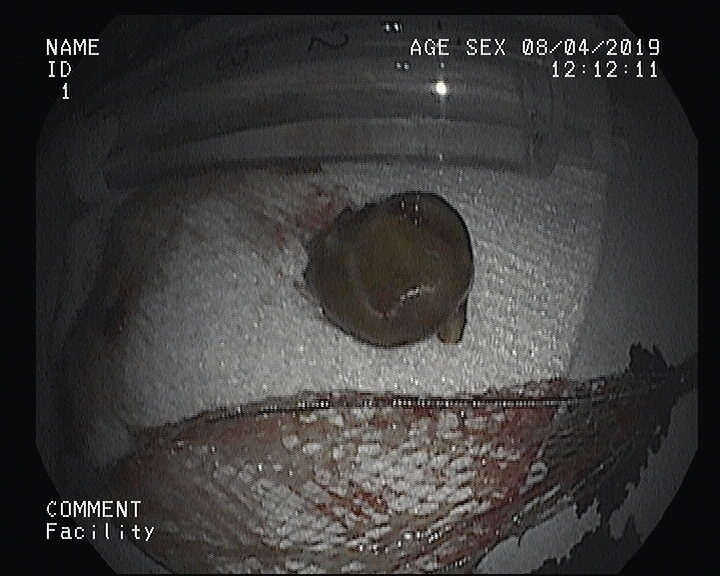 NAME
AGE SEX 08/04/2019
ID
12:12:11
1
COMMENT
Facility